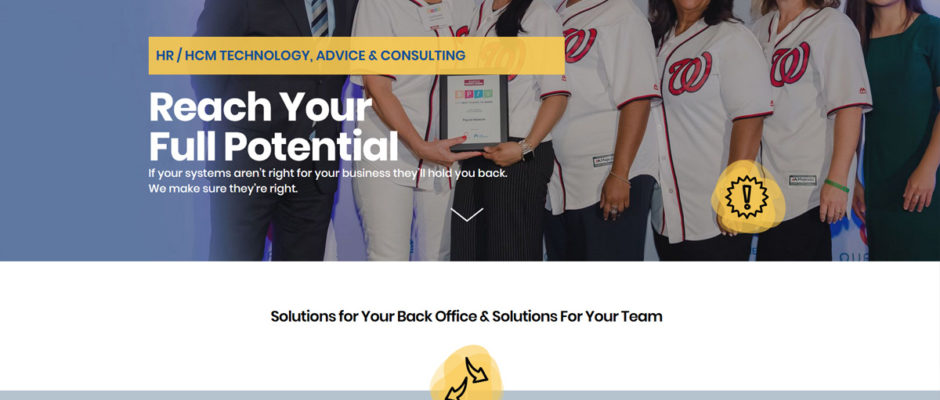 HR / HCM TECHNOLOGY, ADVICE & CONSULTING
Reach Your
Full Potential
If your systems aren't right for your business they'll hold you back.
We make sure they're right.
Solutions for Your Back Office & Solutions For Your Team